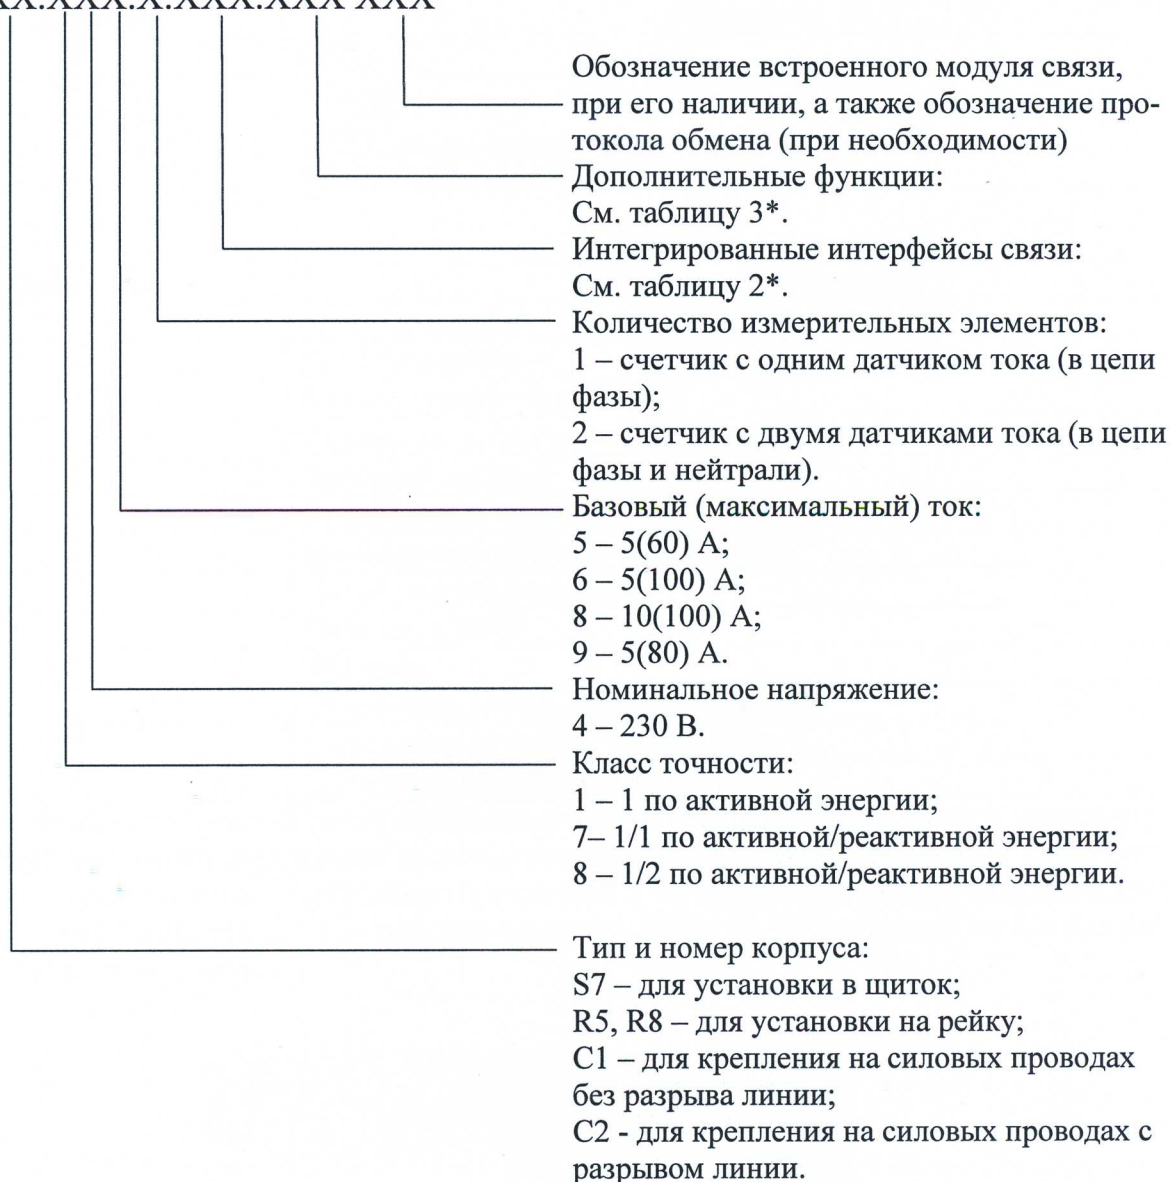 Обозначение встроенного модуля связи,
при его наличии, а также обозначение про-
токола обмена (при необходимости)
Дополнительные функции:
См. таблицу 3*.
Интегрированные интерфейсы связи:
См. таблицу 2*.
Количество измерительных элементов:
1 – счетчик с одним датчиком тока (в цепи
фазы);
2 – счетчик с двумя датчиками тока (в цепи
фазы и нейтрали).
Базовый (максимальный) ток:
5 – 5(60) А;
6 – 5(100) А;
8 – 10(100) А;
9 – 5(80) А.
Номинальное напряжение:
4 – 230 В.
Класс точности:
1 – 1 по активной энергии;
7– 1/1 по активной/реактивной энергии;
8 – 1/2 по активной/реактивной энергии.
Тип и номер корпуса:
S7 – для установки в щиток;
R5, R8 – для установки на рейку;
С1 – для крепления на силовых проводах
без разрыва линии;
С2 - для крепления на силовых проводах с
разрывом линии.